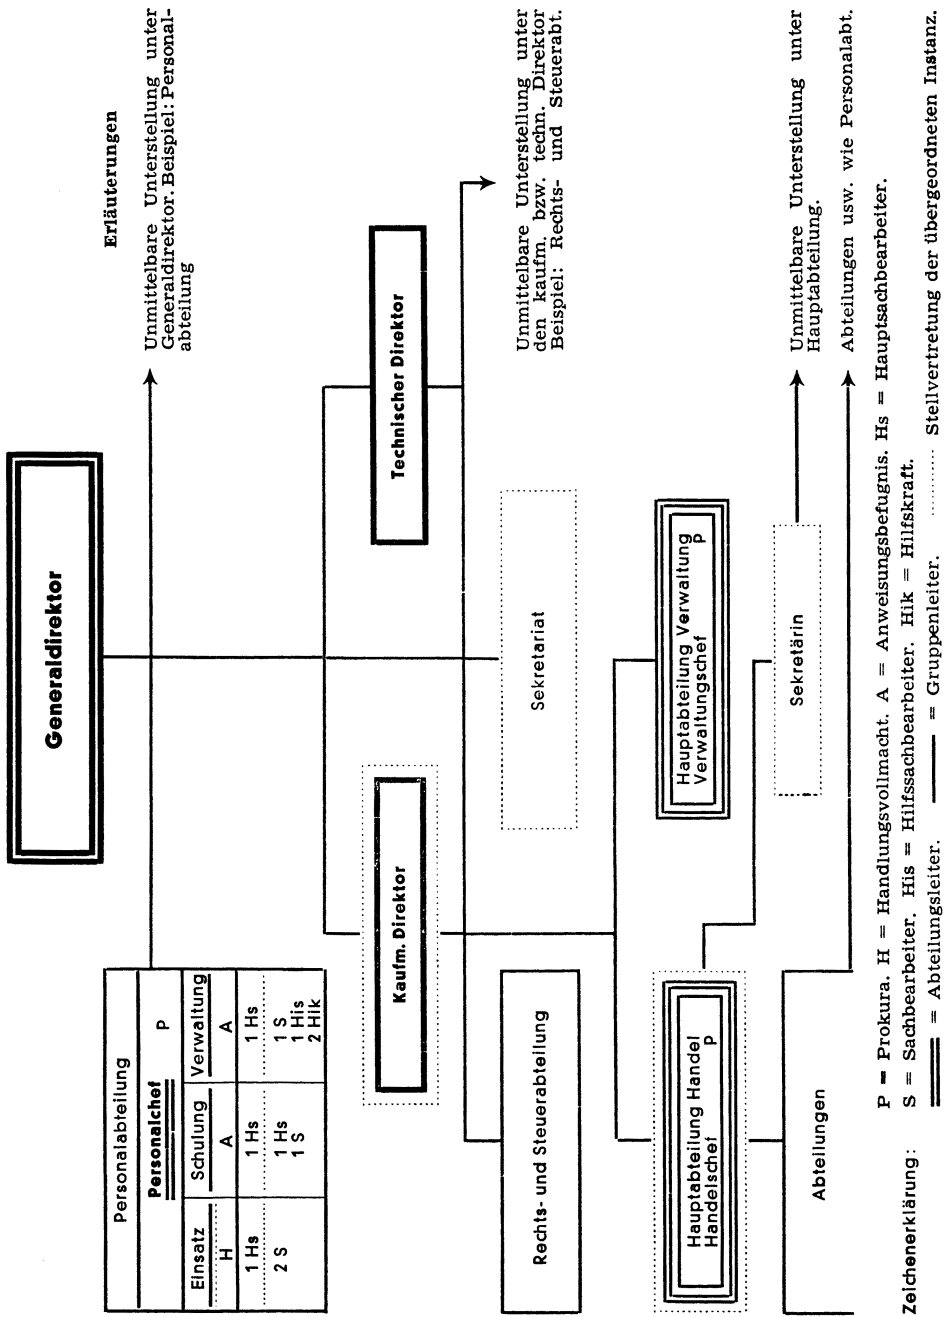 Generaldirektor
Erläuterungen
Unmittelbare Unterstellung unter
Generaldirektor. Beispiel: Personal-
abteilung
Personalabteilung
Personalchef P
Einsatz Schulung Verwaltung
H A A
1 Hs 1 Hs 1 Hs
2 S 1 Hs 1 S
1 S 1 His
2 Hik
Kaufm. Direktor
Technischer Direktor
Unmittelbare Unterstellung unter
den kaufm. bzw. techn. Direktor
Beispiel: Rechts- und Steuerabt.
Rechts- und Steuerabteilung
Sekretariat
Hauptabteilung Handel
Handelschef P
Hauptabteilung Verwaltung
Verwaltungschef P
Sekretärin
Unmittelbare Unterstellung unter
Hauptabteilung.
Abteilungen
Abteilungen usw. wie Personalabt.
Zeichenerklärung: P = Prokura. H = Handlungsvollmacht. A = Anweisungsbefugnis. Hs = Hauptsachbearbeiter.
S = Sachbearbeiter. His = Hilfssachbearbeiter. Hik = Hilfskraft.
= Abteilungsleiter. = Gruppenleiter. .......... Stellvertretung der übergeordneten Instanz.